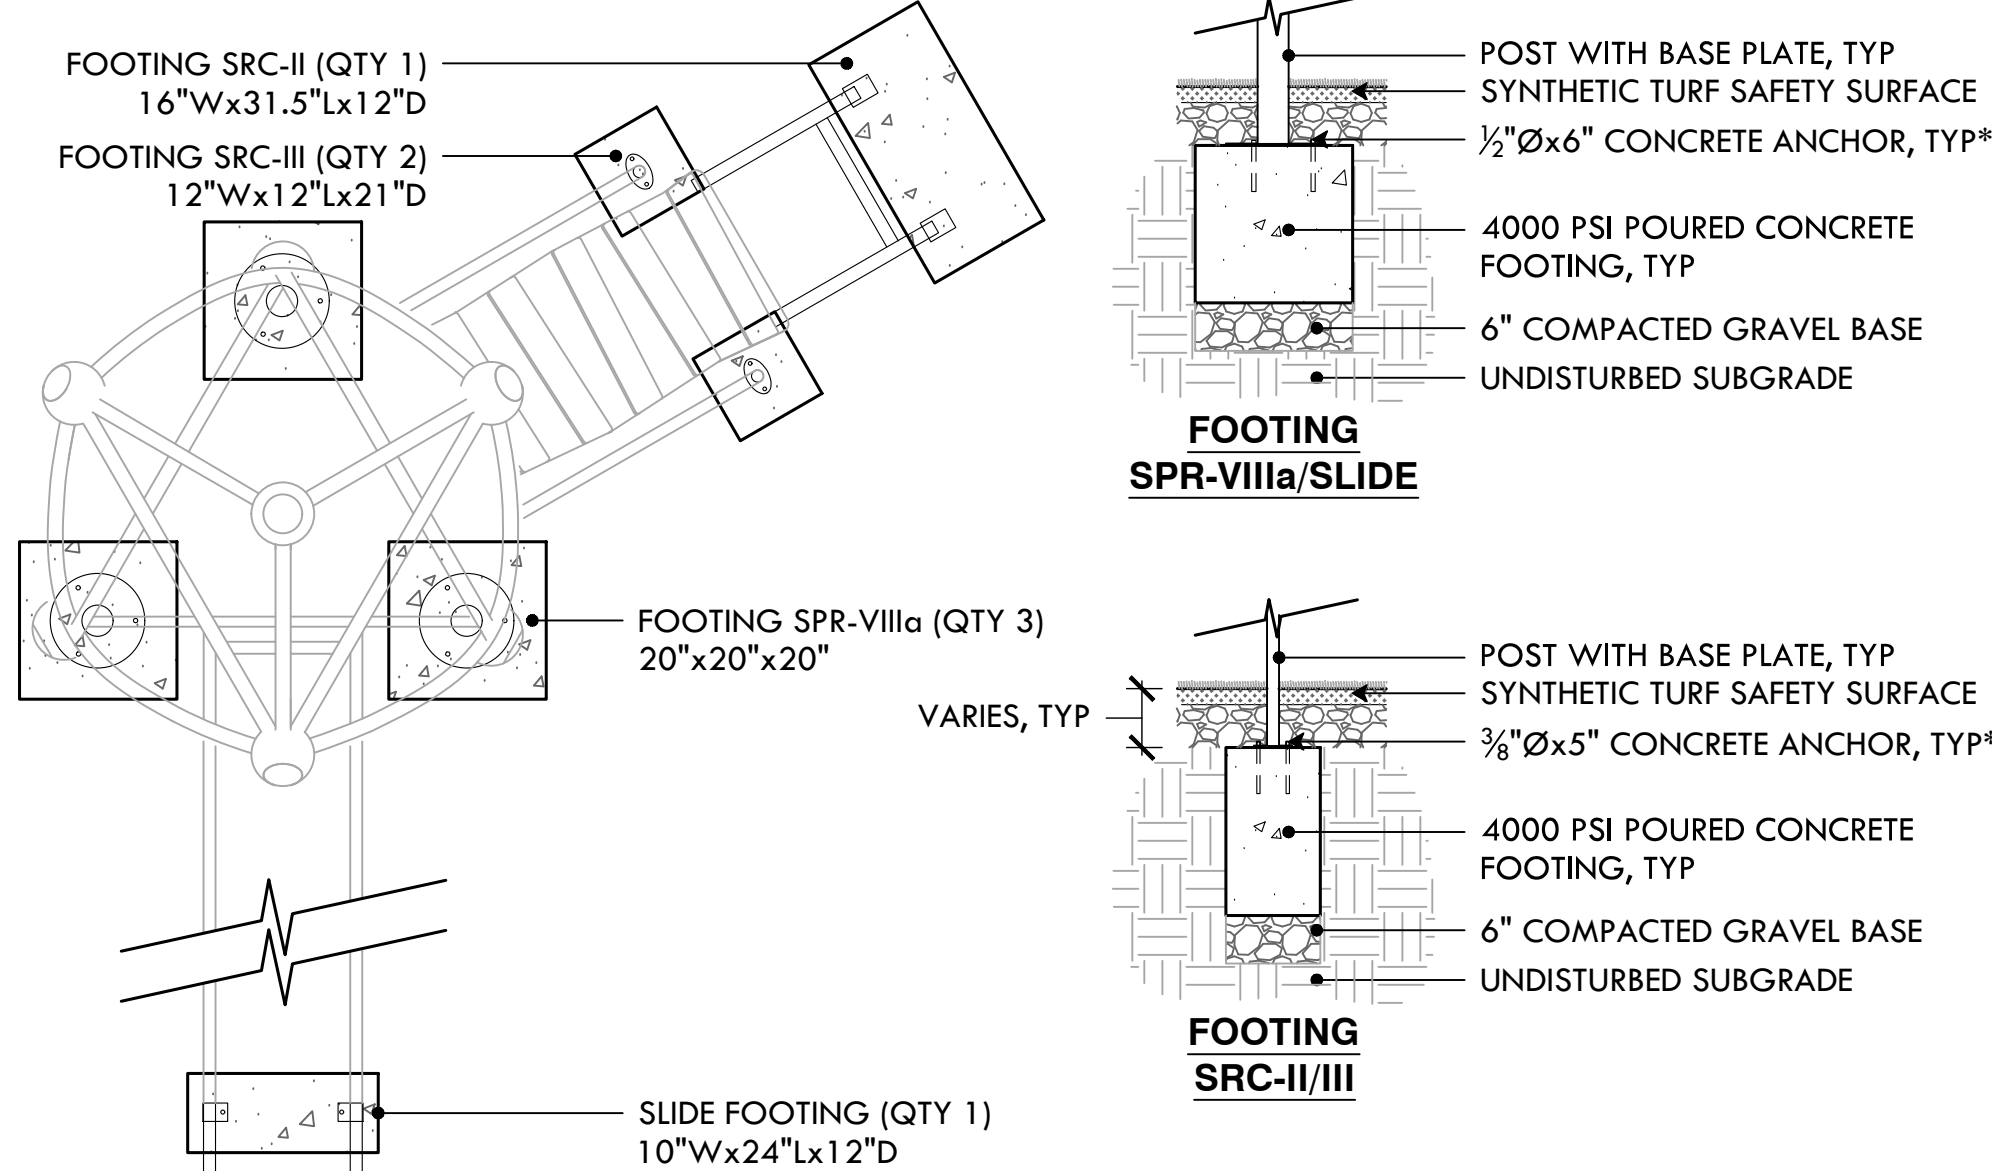 FOOTING SRC-II (QTY 1)
16"Wx31.5"Lx12"D
FOOTING SRC-III (QTY 2)
12"Wx12"Lx21"D
FOOTING SPR-VIIIa (QTY 3)
20"x20"x20"
SLIDE FOOTING (QTY 1)
10"Wx24"Lx12"D
POST WITH BASE PLATE, TYP
SYNTHETIC TURF SAFETY SURFACE
½"Øx6" CONCRETE ANCHOR, TYP*
4000 PSI POURED CONCRETE
FOOTING, TYP
6" COMPACTED GRAVEL BASE
UNDISTURBED SUBGRADE
FOOTING
SPR-VIIIa/SLIDE
VARIES, TYP
POST WITH BASE PLATE, TYP
SYNTHETIC TURF SAFETY SURFACE
⅜"Øx5" CONCRETE ANCHOR, TYP*
4000 PSI POURED CONCRETE
FOOTING, TYP
6" COMPACTED GRAVEL BASE
UNDISTURBED SUBGRADE
FOOTING
SRC-II/III